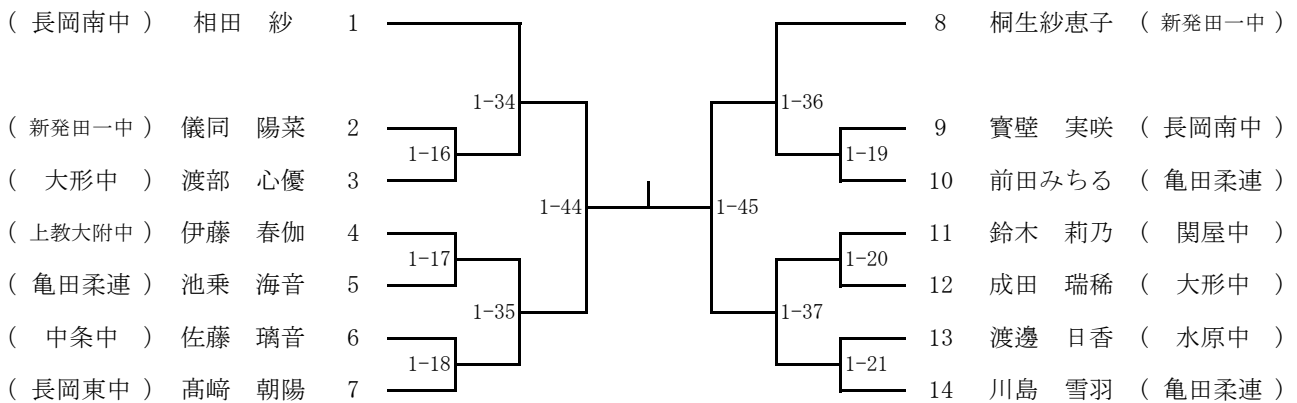 ( 長岡南中 ) 相田 紗 1
8 桐生紗恵子 ( 新発田一中 )
1-34
1-36
( 新発田一中 ) 儀同 陽菜 2
9 寳壁 実咲 ( 長岡南中 )
1-16
1-19
( 大形中 ) 渡部 心優 3
10 前田みちる ( 亀田柔連 )
1-44
1-45
( 上教大附中 ) 伊藤 春伽 4
11 鈴木 莉乃 ( 関屋中 )
1-17
1-20
( 亀田柔連 ) 池乗 海音 5
12 成田 瑞稀 ( 大形中 )
1-35
1-37
( 中条中 ) 佐藤 璃音 6
13 渡邊 日香 ( 水原中 )
1-18
1-21
( 長岡東中 ) 髙﨑 朝陽 7
14 川島 雪羽 ( 亀田柔連 )